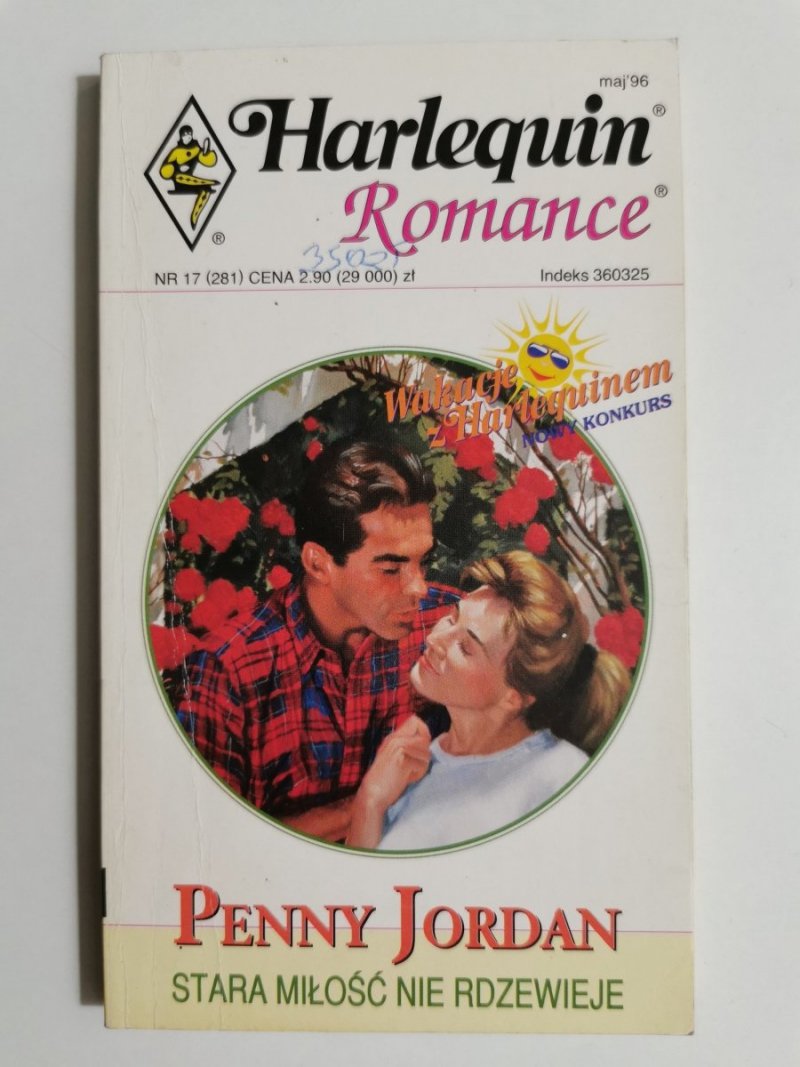 maj'96
Harlequin®
Romance®
®
NR 17 (281) CENA 2.90 (29 000) zł
Indeks 360325
Wakacje
z Harlequinem
NOWY KONKURS
PENNY JORDAN
STARA MIŁOŚĆ NIE RDZEWIEJE